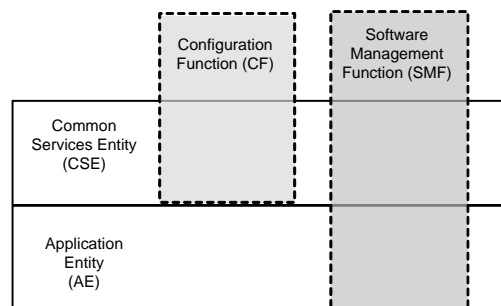 Configuration
Function (CF)
Software
Management
Function (SMF)
Common
Services Entity
(CSE)
Application
Entity
(AE)